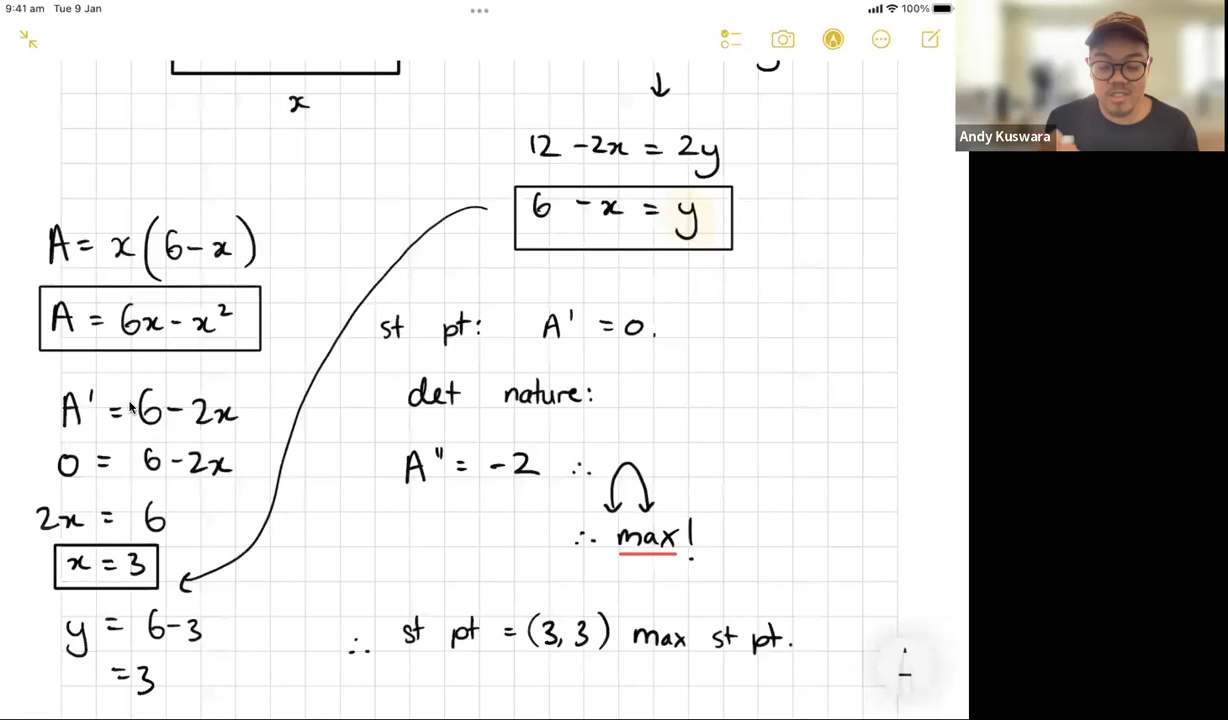 9:41 am Tue 9 Jan
100%
Andy Kuswara
x
y
12 - 2x = 2y
6 - x = y
A = x(6 - x)
A = 6x - x²
A' = 6 - 2x
0 = 6 - 2x
2x = 6
x = 3
y = 6 - 3
= 3
st pt: A' = 0.
det nature:
A" = -2 ∴
∴ max!
∴ st pt = (3, 3) max st pt.